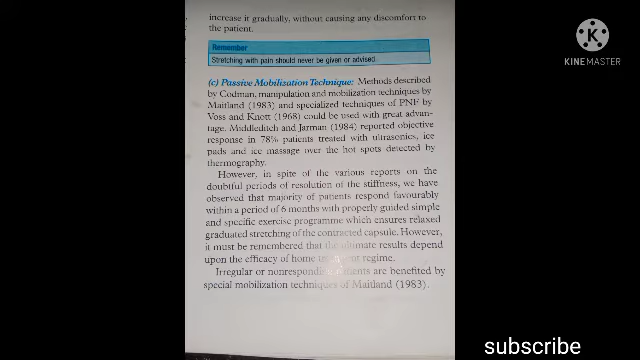 increase it gradually, without causing any discomfort to
the patient.
Remember
Stretching with pain should never be given or advised.
(c) Passive Mobilization Technique: Methods described
by Codman, manipulation and mobilization techniques by
Maitland (1983) and specialized techniques of PNF by
Voss and Knott (1968) could be used with great advan-
tage. Middleditch and Jarman (1984) reported objective
response in 78% patients treated with ultrasonics, ice
pads and ice massage over the hot spots detected by
thermography.
However, in spite of the various reports on the
doubtful periods of resolution of the stiffness, we have
observed that majority of patients respond favourably
within a period of 6 months with properly guided simple
and specific exercise programme which ensures relaxed
graduated stretching of the contracted capsule. However,
it must be remembered that the ultimate results depend
upon the efficacy of home treatment regime.
Irregular or nonresponding patients are benefited by
special mobilization techniques of Maitland (1983).
K
KINEMASTER
subscribe